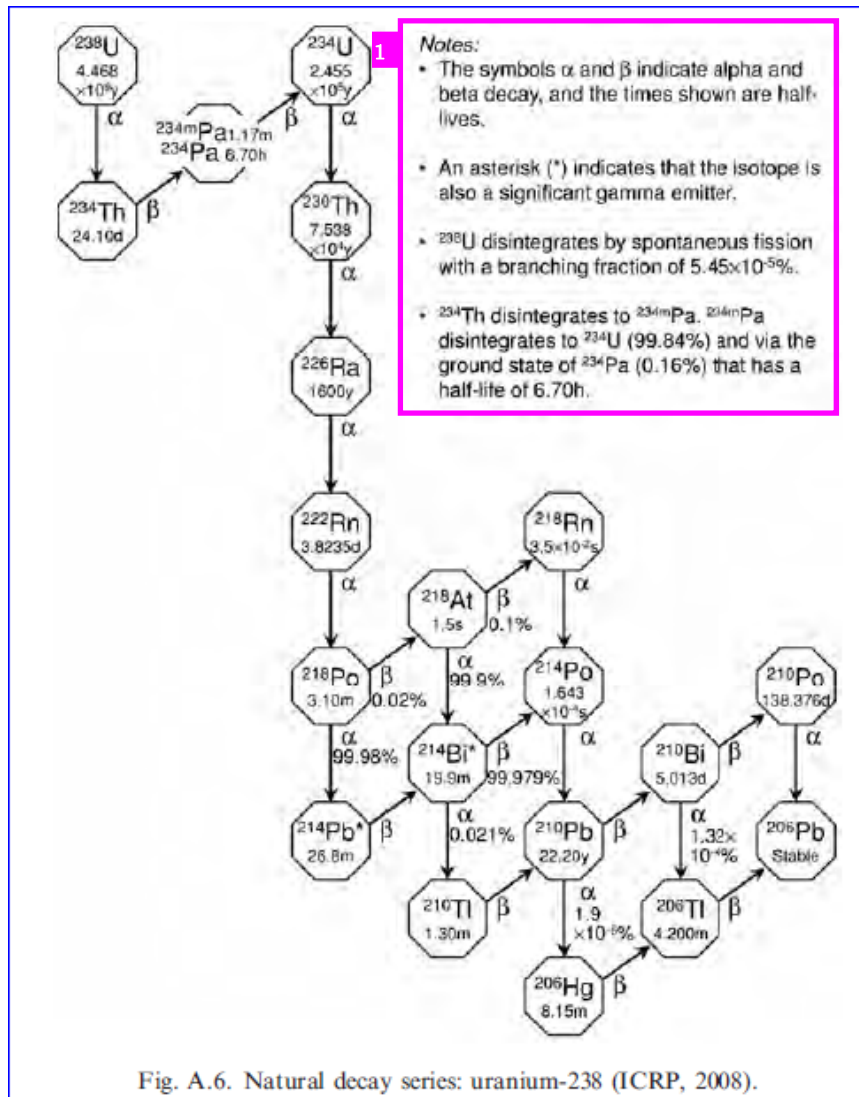 238U
4.468
×10⁹y
α
234mPa 1.17m
234Pa 6.70h
β
234U
2.455
×10⁵y
α
234Th
24.10d
β
230Th
7.538
×10⁴y
α
226Ra
1600y
α
222Rn
3.8235d
α
218Po
3.10m
β
0.02%
α
99.98%
218At
1.5s
β
0.1%
α
99.9%
218Rn
3.5×10⁻²s
α
214Pb*
26.8m
β
214Bi*
19.9m
β
99.979%
α
0.021%
214Po
1.643
×10⁻⁴s
α
210Tl
1.30m
β
210Pb
22.20y
β
α
1.9
×10⁻⁶%
210Bi
5.013d
β
α
1.32×
10⁻⁴%
210Po
138.376d
α
206Hg
8.15m
β
206Tl
4.200m
β
206Pb
Stable
1
Notes:
• The symbols α and β indicate alpha and
beta decay, and the times shown are half-
lives.
• An asterisk (*) indicates that the isotope is
also a significant gamma emitter.
• ²³⁸U disintegrates by spontaneous fission
with a branching fraction of 5.45×10⁻⁵%.
• ²³⁴Th disintegrates to ²³⁴ᵐPa. ²³⁴ᵐPa
disintegrates to ²³⁴U (99.84%) and via the
ground state of ²³⁴Pa (0.16%) that has a
half-life of 6.70h.
Fig. A.6. Natural decay series: uranium-238 (ICRP, 2008).